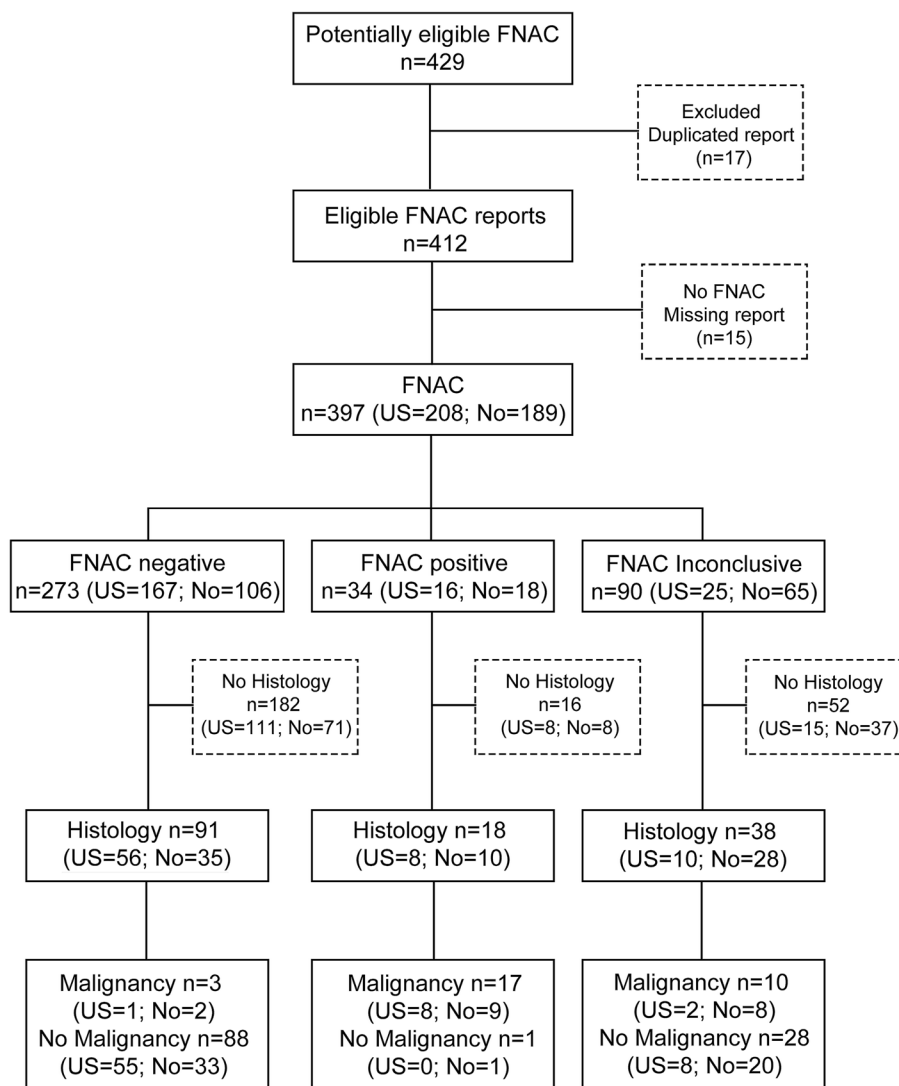 Potentially eligible FNAC
n=429
Excluded
Duplicated report
(n=17)
Eligible FNAC reports
n=412
No FNAC
Missing report
(n=15)
FNAC
n=397 (US=208; No=189)
FNAC negative
n=273 (US=167; No=106)
FNAC positive
n=34 (US=16; No=18)
FNAC Inconclusive
n=90 (US=25; No=65)
No Histology
n=182
(US=111; No=71)
No Histology
n=16
(US=8; No=8)
No Histology
n=52
(US=15; No=37)
Histology n=91
(US=56; No=35)
Histology n=18
(US=8; No=10)
Histology n=38
(US=10; No=28)
Malignancy n=3
(US=1; No=2)
No Malignancy n=88
(US=55; No=33)
Malignancy n=17
(US=8; No=9)
No Malignancy n=1
(US=0; No=1)
Malignancy n=10
(US=2; No=8)
No Malignancy n=28
(US=8; No=20)